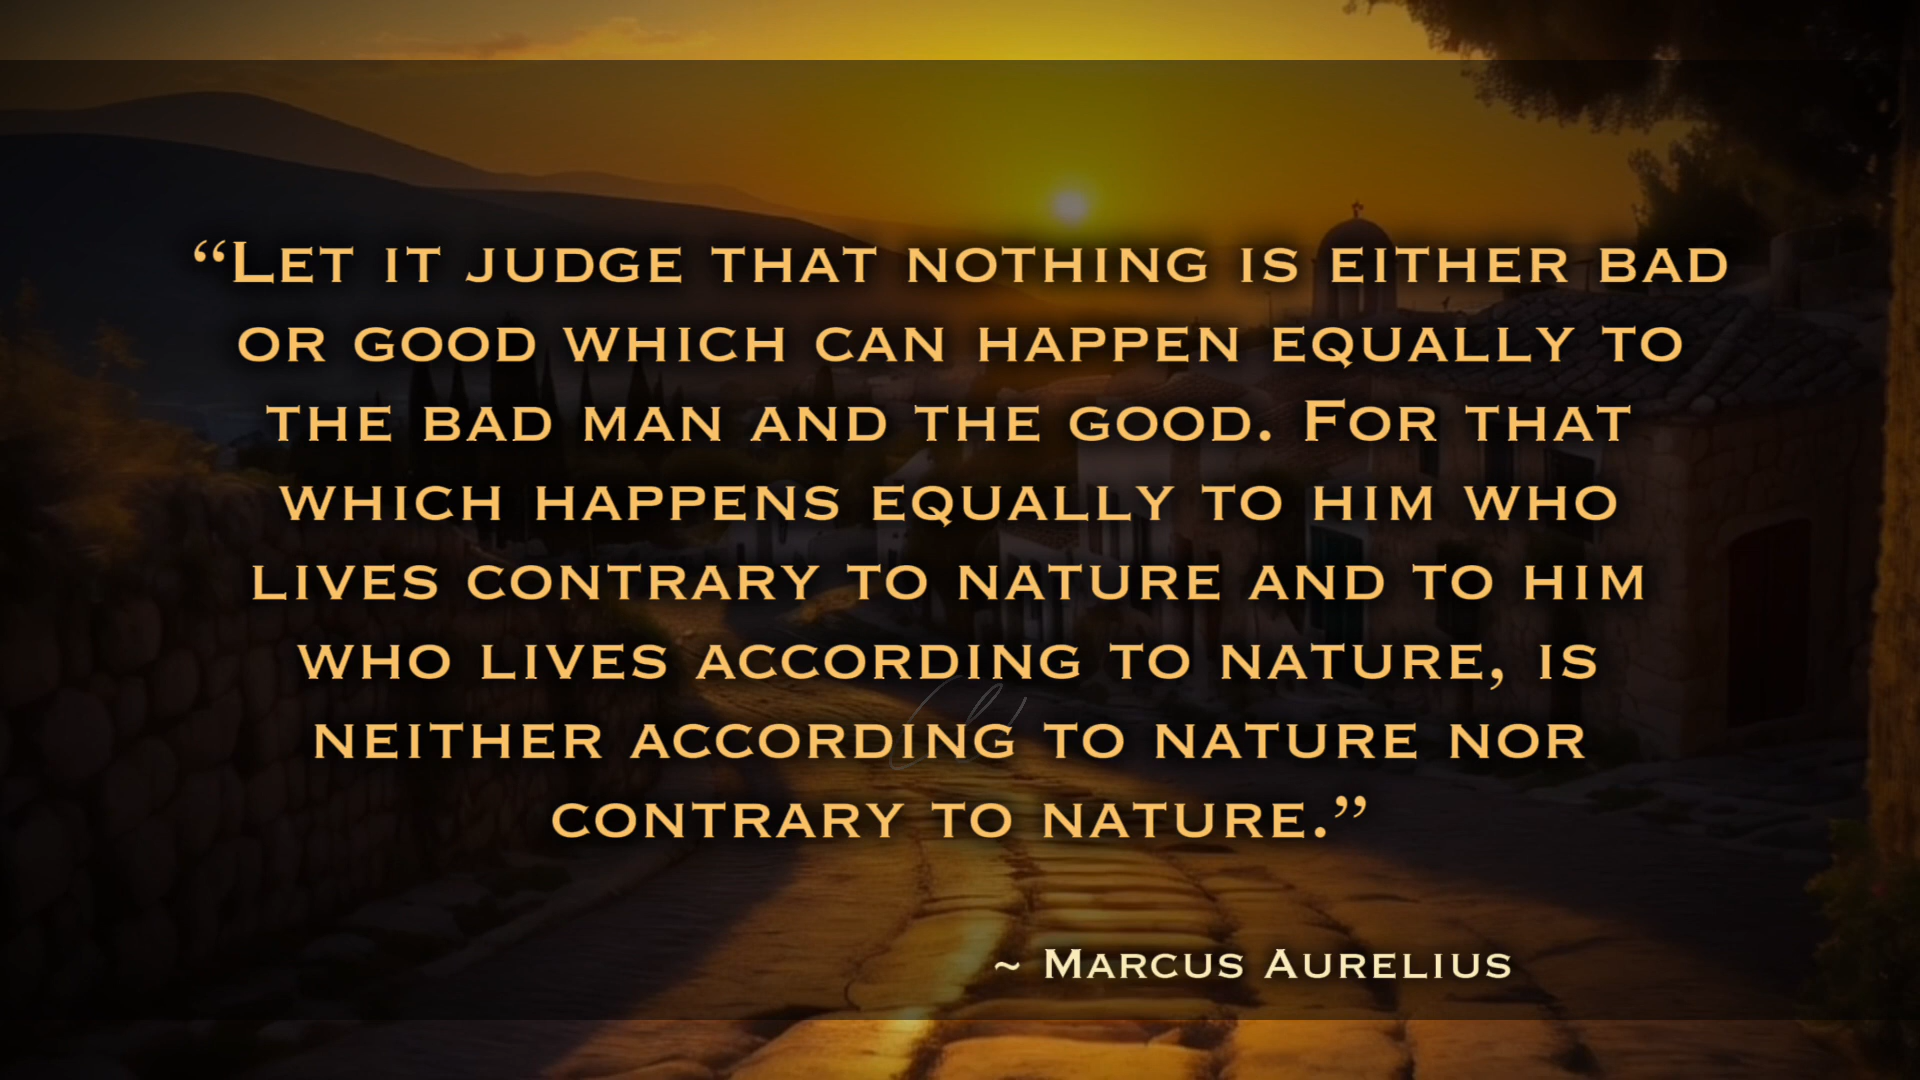 “Let it judge that nothing is either bad
or good which can happen equally to
the bad man and the good. For that
which happens equally to him who
lives contrary to nature and to him
who lives according to nature, is
neither according to nature nor
contrary to nature.”
~ Marcus Aurelius